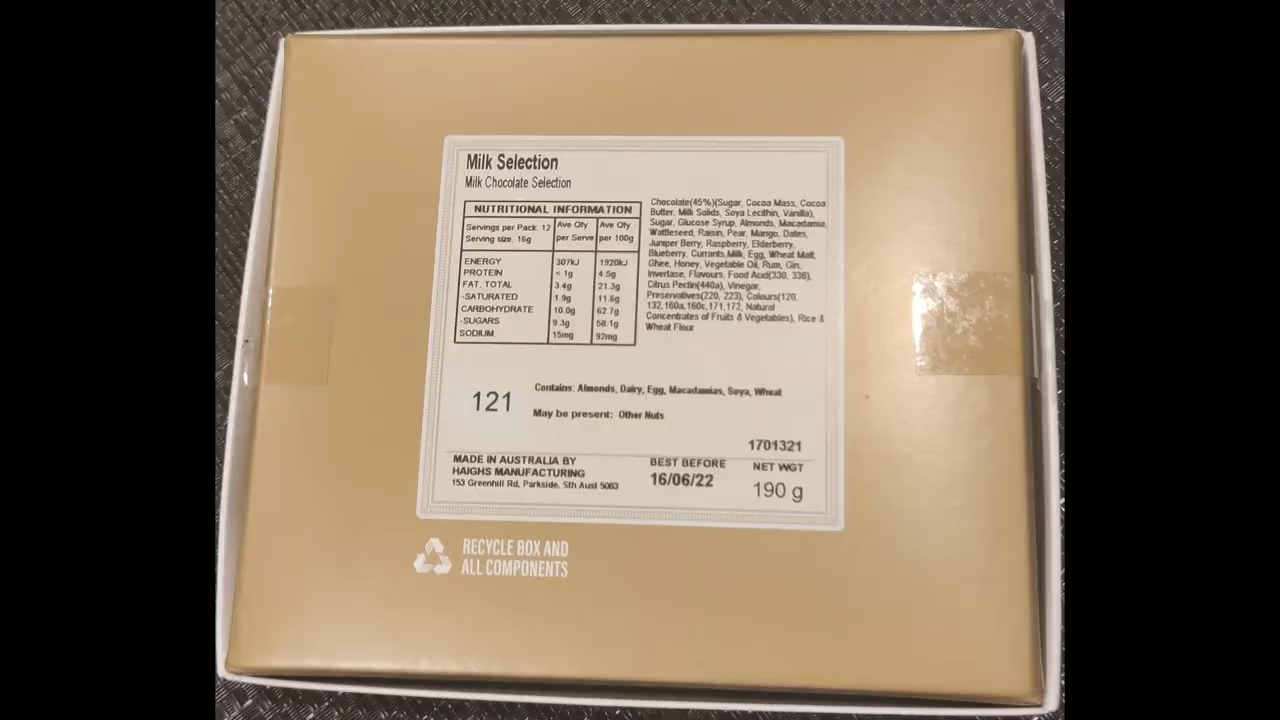 Milk Selection
Milk Chocolate Selection
NUTRITIONAL INFORMATION
Servings per Pack: 12 Ave Qty Ave Qty
Serving size: 16g per Serve per 100g
ENERGY 307kJ 1920kJ
PROTEIN < 1g 4.5g
FAT. TOTAL 3.4g 21.3g
-SATURATED 1.9g 11.6g
CARBOHYDRATE 10.0g 62.7g
-SUGARS 9.3g 58.1g
SODIUM 15mg 92mg
Chocolate(45%)(Sugar, Cocoa Mass, Cocoa
Butter, Milk Solids, Soya Lecithin, Vanilla),
Sugar, Glucose Syrup, Almonds, Macadamia,
Wattleseed, Raisin, Pear, Mango, Dates,
Juniper Berry, Raspberry, Elderberry,
Blueberry, Currants, Milk, Egg, Wheat Malt,
Ghee, Honey, Vegetable Oil, Rum, Gin,
Invertase, Flavours, Food Acid(330, 336),
Citrus Pectin(440a), Vinegar,
Preservatives(220, 223), Colours(120,
132,160a,160c,171,172, Natural
Concentrates of Fruits & Vegetables), Rice &
Wheat Flour
121
Contains: Almonds, Dairy, Egg, Macadamias, Soya, Wheat
May be present: Other Nuts
1701321
MADE IN AUSTRALIA BY
HAIGHS MANUFACTURING
153 Greenhill Rd, Parkside, Sth Aust 5063
BEST BEFORE
16/06/22
NET WGT
190 g
RECYCLE BOX AND
ALL COMPONENTS